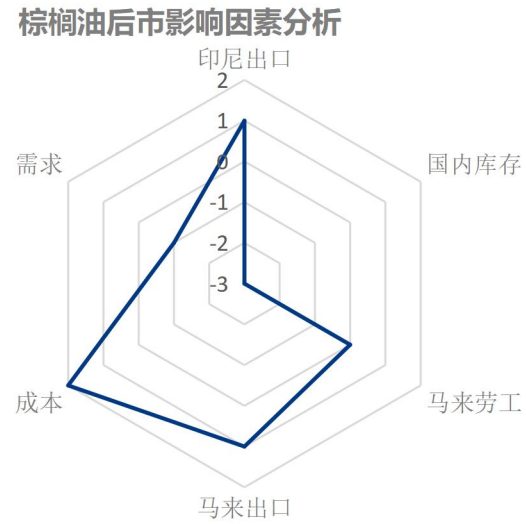 棕榈油后市影响因素分析
印尼出口
2
1
0
-1
-2
-3
需求
国内库存
成本
马来劳工
马来出口